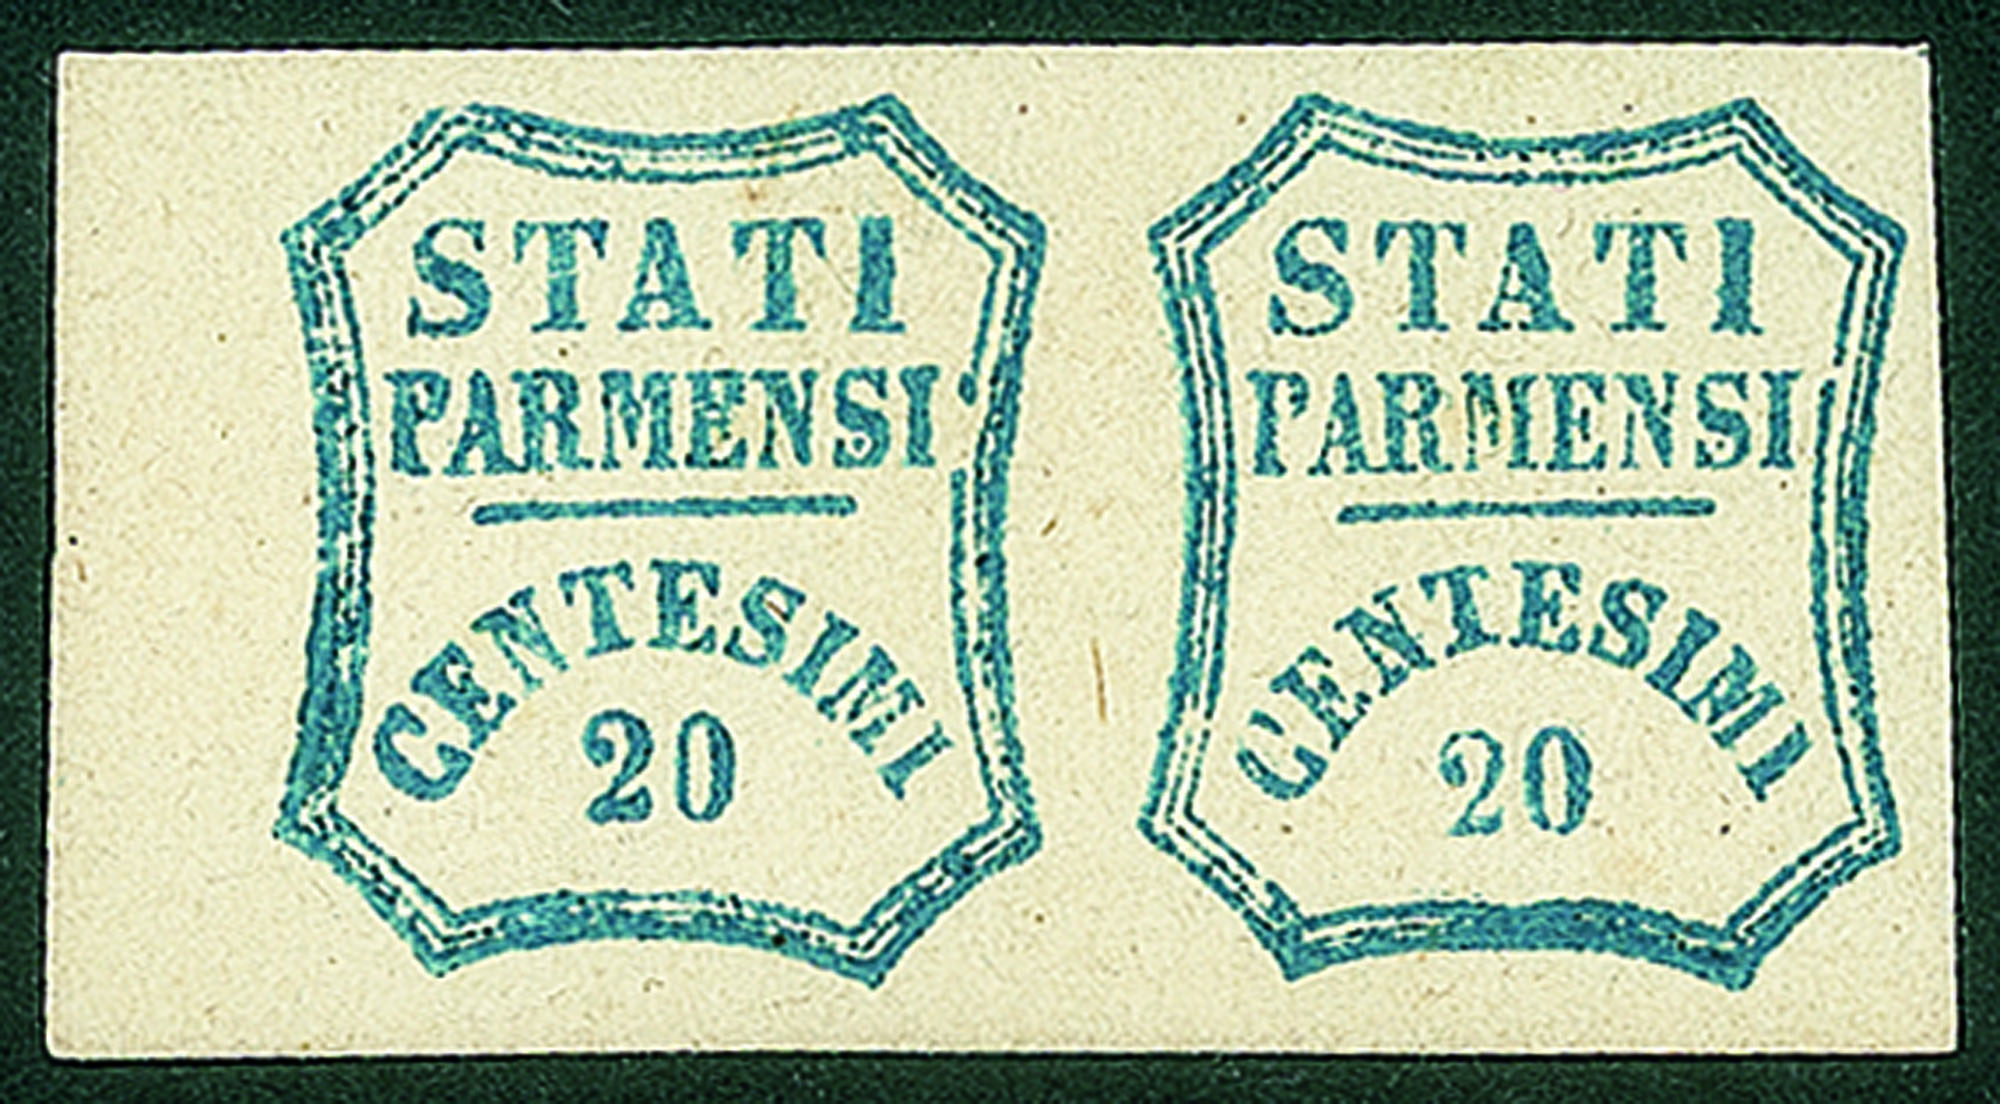 STATI
PARMENSI
CENTESIMI
20
STATI
PARMENSI
CENTESIMI
20